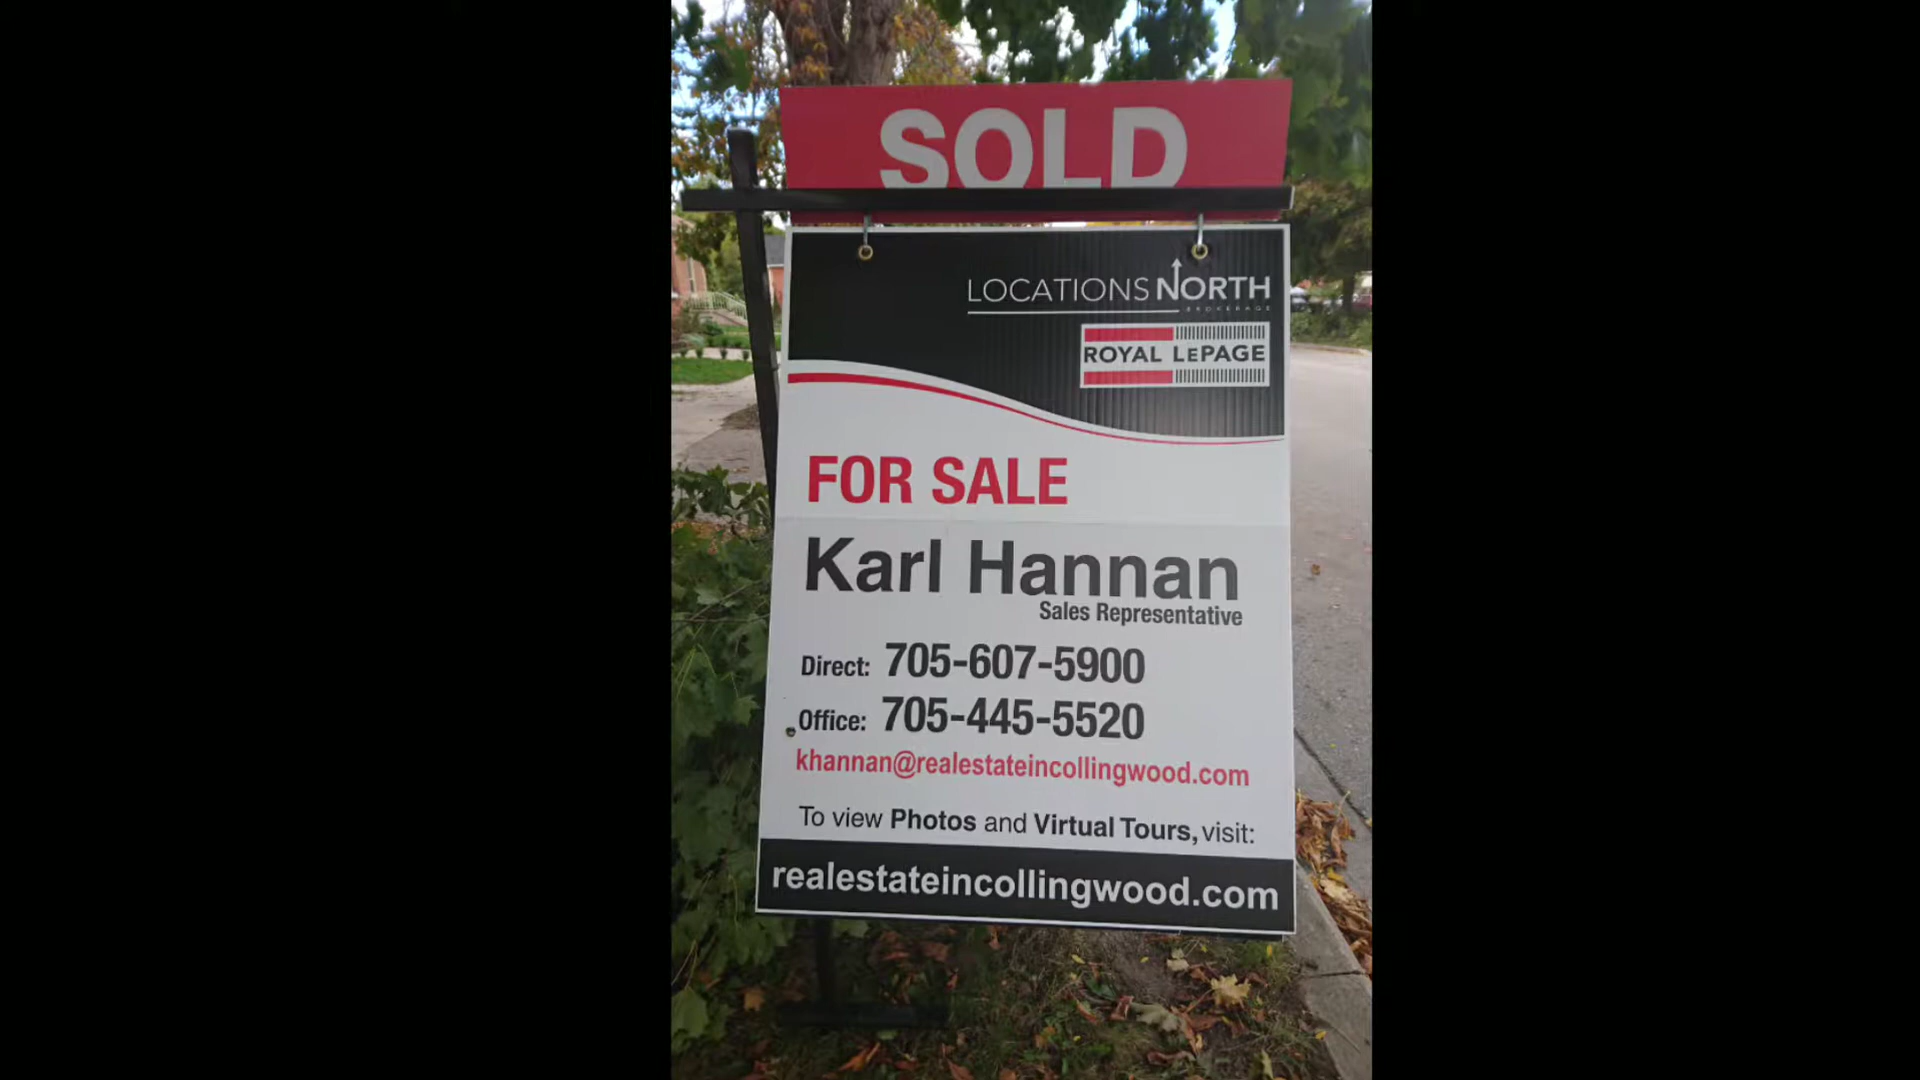 SOLD
LOCATIONS NORTH
BROKERAGE
ROYAL LEPAGE
FOR SALE
Karl Hannan
Sales Representative
Direct: 705-607-5900
Office: 705-445-5520
khannan@realestateincollingwood.com
To view Photos and Virtual Tours, visit:
realestateincollingwood.com